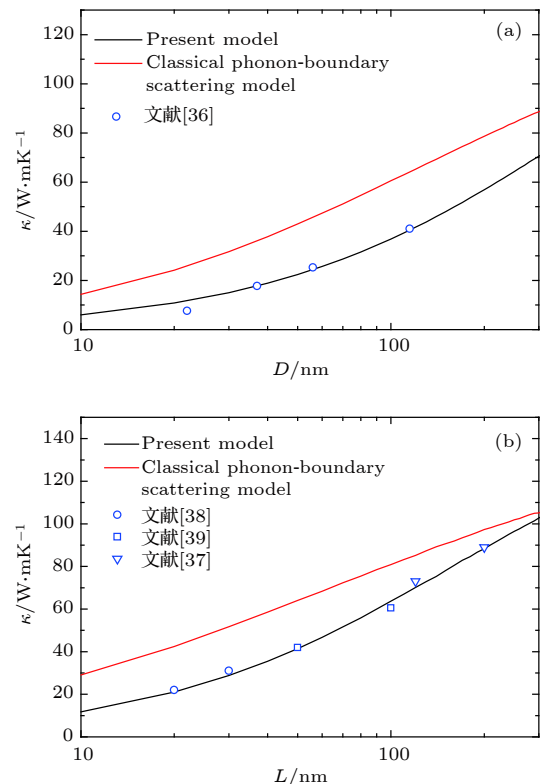 (a)
Present model
Classical phonon-boundary
scattering model
文献[36]
κ/W·mK⁻¹
120
100
80
60
40
20
0
10
100
D/nm
(b)
Present model
Classical phonon-boundary
scattering model
文献[38]
文献[39]
文献[37]
κ/W·mK⁻¹
140
120
100
80
60
40
20
0
10
100
L/nm